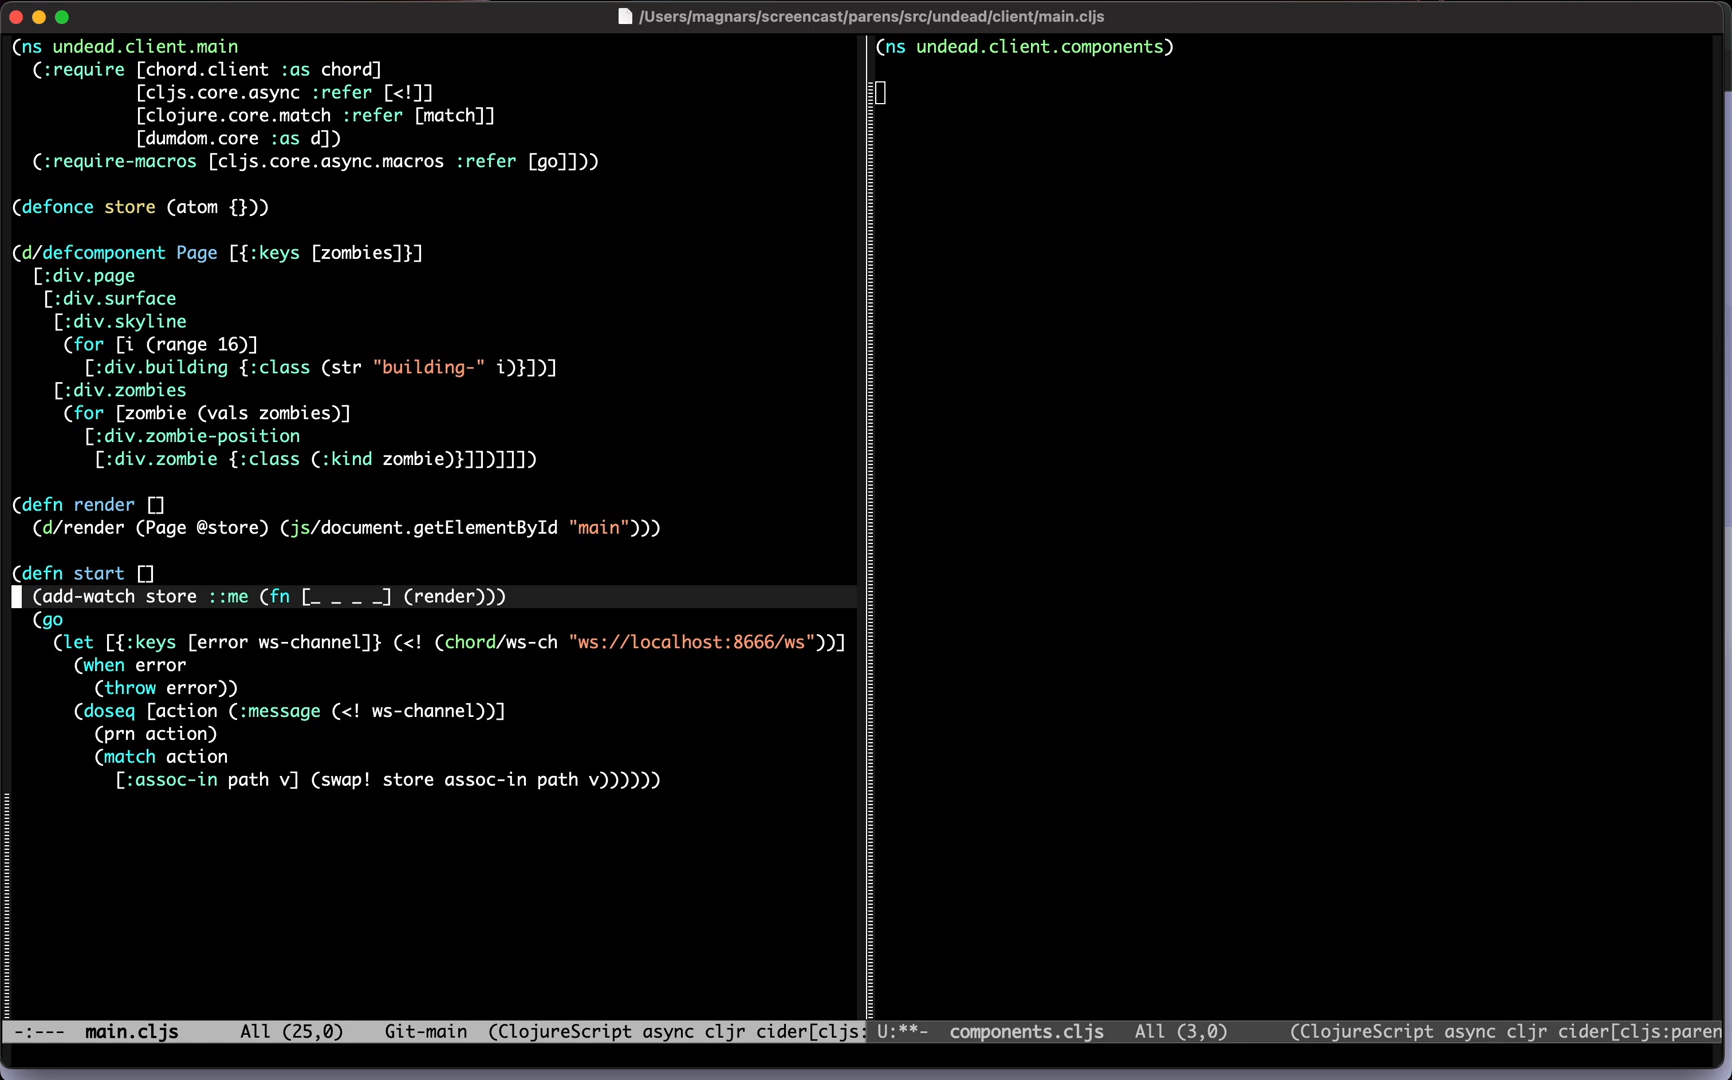 /Users/magnars/screencast/parens/src/undead/client/main.cljs
(ns undead.client.main
  (:require [chord.client :as chord]
            [cljs.core.async :refer [<!]]
            [clojure.core.match :refer [match]]
            [dumdom.core :as d])
  (:require-macros [cljs.core.async.macros :refer [go]]))
(defonce store (atom {}))
(d/defcomponent Page [{:keys [zombies]}]
  [:div.page
   [:div.surface
    [:div.skyline
     (for [i (range 16)]
       [:div.building {:class (str "building-" i)}])]
    [:div.zombies
     (for [zombie (vals zombies)]
       [:div.zombie-position
        [:div.zombie {:class (:kind zombie)}]])]]])
(defn render []
  (d/render (Page @store) (js/document.getElementById "main")))
(defn start []
  (add-watch store ::me (fn [_ _ _ _] (render)))
  (go
    (let [{:keys [error ws-channel]} (<! (chord/ws-ch "ws://localhost:8666/ws"))]
      (when error
        (throw error))
      (doseq [action (:message (<! ws-channel))]
        (prn action)
        (match action
          [:assoc-in path v] (swap! store assoc-in path v))))))
-:---  main.cljs      All (25,0)    Git-main  (ClojureScript async cljr cider[cljs:
(ns undead.client.components)
U:**-  components.cljs   All (3,0)      (ClojureScript async cljr cider[cljs:paren